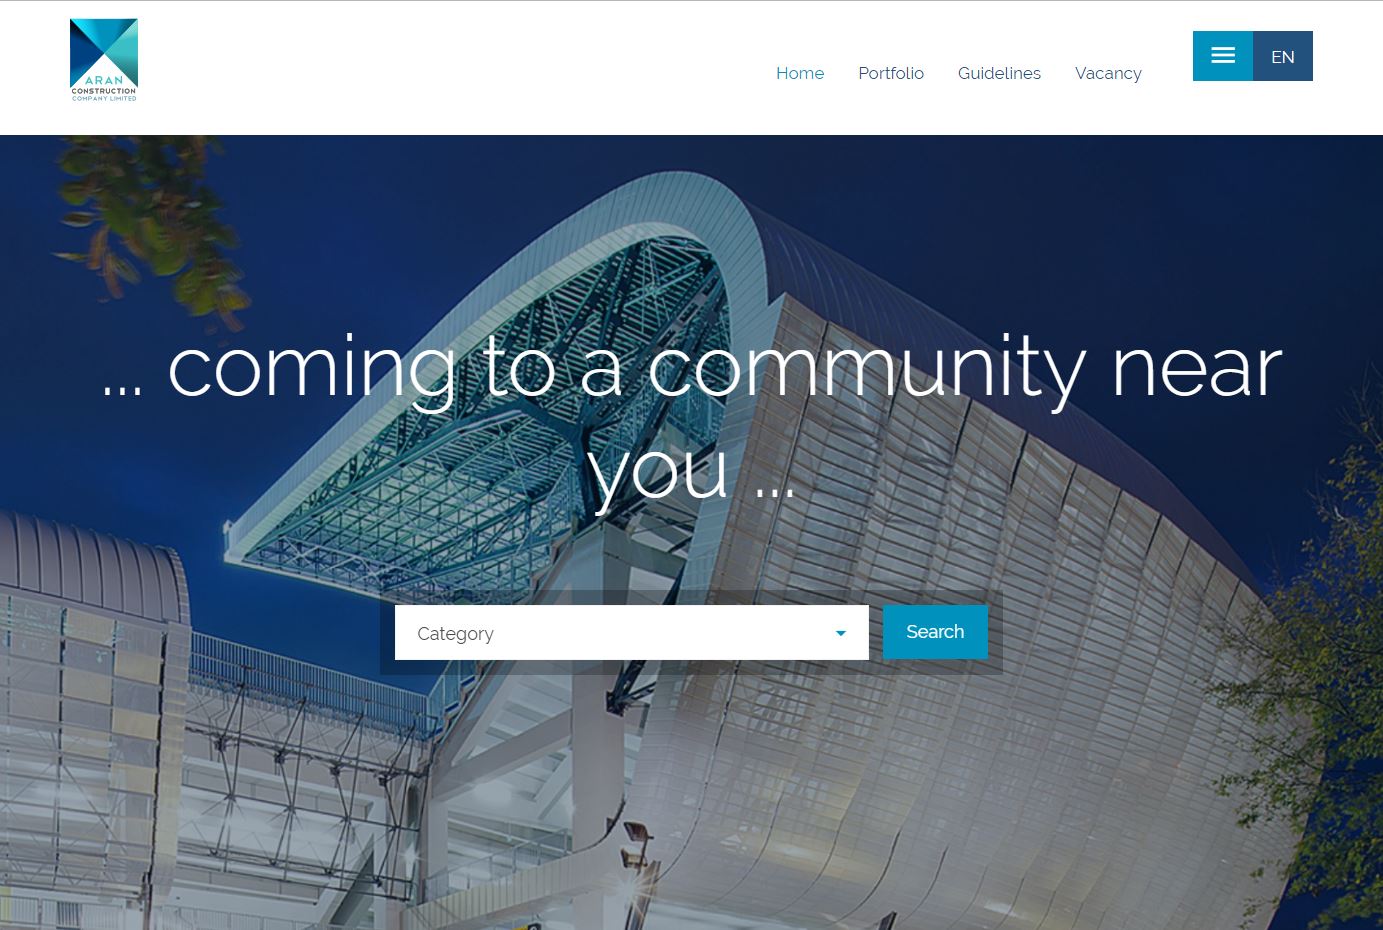 ARAN
CONSTRUCTION
COMPANY LIMITED
Home Portfolio Guidelines Vacancy
EN
... coming to a community near
you ...
Category
Search